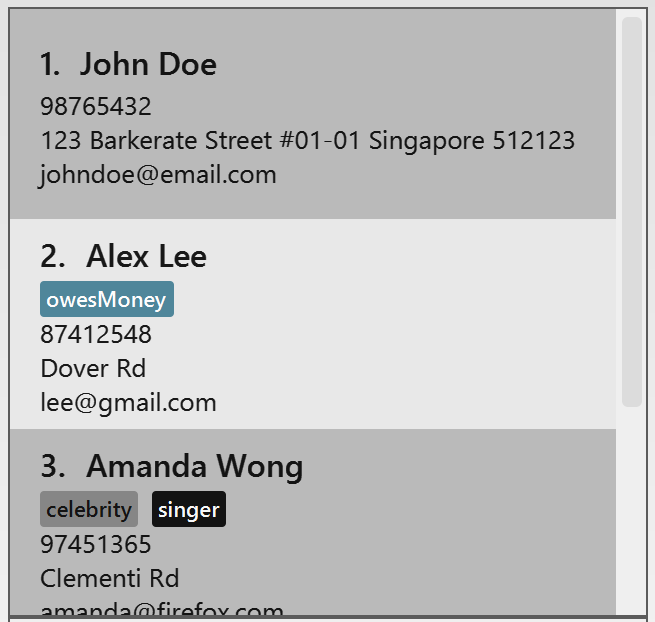 1. John Doe
98765432
123 Barkerate Street #01-01 Singapore 512123
johndoe@email.com
2. Alex Lee
owesMoney
87412548
Dover Rd
lee@gmail.com
3. Amanda Wong
celebrity singer
97451365
Clementi Rd
amanda@firefox.com